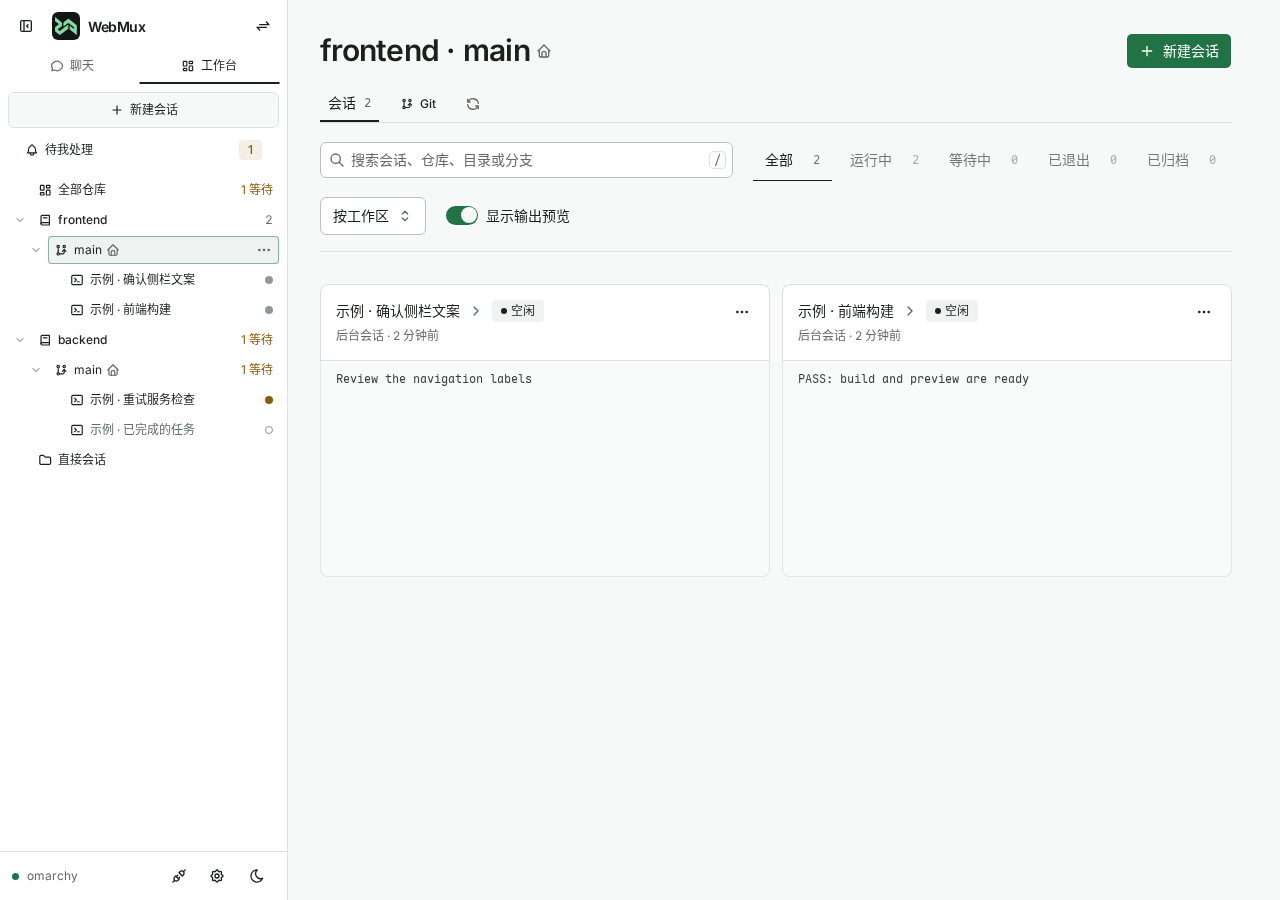 WebMux
聊天
工作台
新建会话
待我处理 1
全部仓库 1 等待
frontend 2
main
示例 · 确认侧栏文案
示例 · 前端构建
backend 1 等待
main 1 等待
示例 · 重试服务检查
示例 · 已完成的任务
直接会话
omarchy
frontend · main
新建会话
会话 2
Git
搜索会话、仓库、目录或分支 /
全部 2
运行中 2
等待中 0
已退出 0
已归档 0
按工作区
显示输出预览
示例 · 确认侧栏文案 空闲
后台会话 · 2 分钟前
Review the navigation labels
示例 · 前端构建 空闲
后台会话 · 2 分钟前
PASS: build and preview are ready